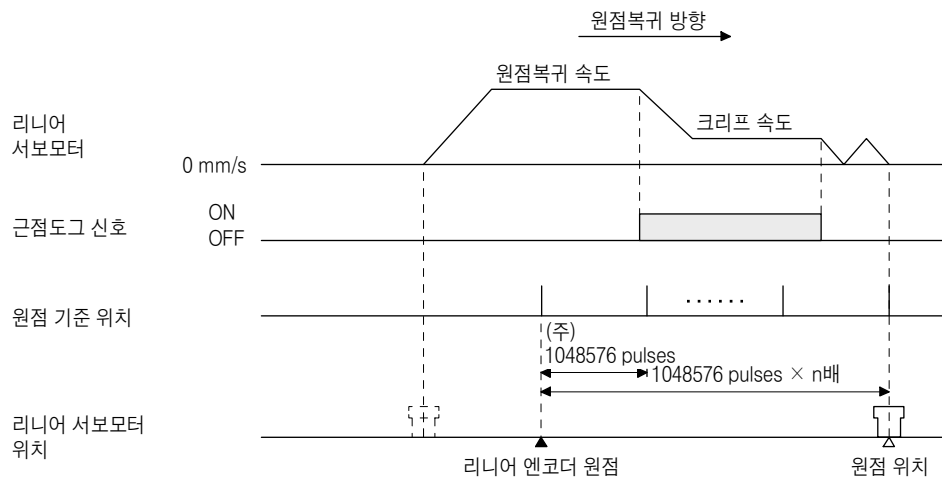 원점복귀 방향
원점복귀 속도
크리프 속도
리니어
서보모터
0 mm/s
근점도그 신호
ON
OFF
원점 기준 위치
······
(주)
1048576 pulses
1048576 pulses × n배
리니어 서보모터
위치
리니어 엔코더 원점
원점 위치